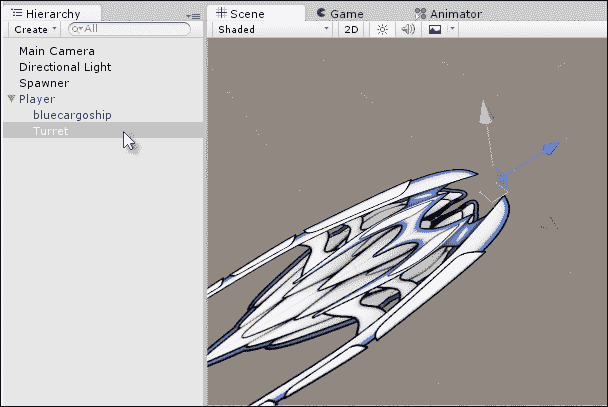 Hierarchy
Create All
Main Camera
Directional Light
Spawner
Player
bluecargoship
Turret
Scene Game Animator
Shaded 2D